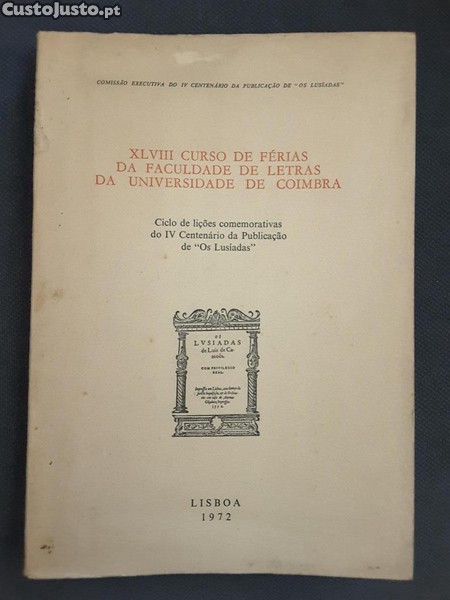 CustoJusto.pt
COMISSÃO EXECUTIVA DO IV CENTENÁRIO DA PUBLICAÇÃO DE "OS LUSÍADAS"
XLVIII CURSO DE FÉRIAS
DA FACULDADE DE LETRAS
DA UNIVERSIDADE DE COIMBRA
Ciclo de lições comemorativas
do IV Centenário da Publicação
de "Os Lusíadas"
OS
LVSIADAS
de Luis de Ca-
mões.
COM PRIVILEGIO
REAL.
LISBOA
1972